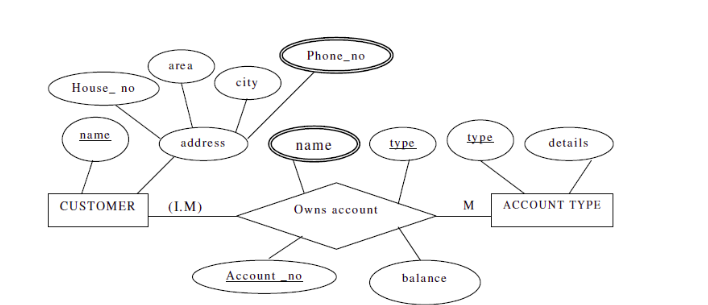 Phone_no
area
city
House_ no
name
address
name
type
type
details
CUSTOMER
(I.M)
Owns account
M
ACCOUNT TYPE
Account _no
balance